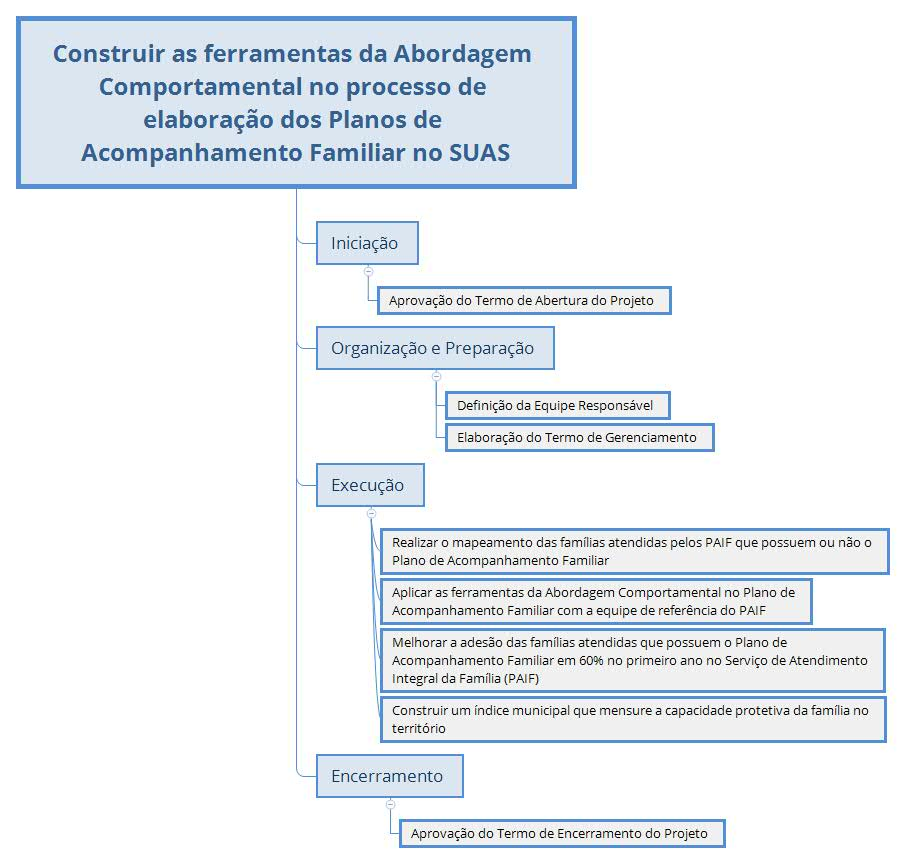 Construir as ferramentas da Abordagem
Comportamental no processo de
elaboração dos Planos de
Acompanhamento Familiar no SUAS
Iniciação
Aprovação do Termo de Abertura do Projeto
Organização e Preparação
Definição da Equipe Responsável
Elaboração do Termo de Gerenciamento
Execução
Realizar o mapeamento das famílias atendidas pelos PAIF que possuem ou não o
Plano de Acompanhamento Familiar
Aplicar as ferramentas da Abordagem Comportamental no Plano de
Acompanhamento Familiar com a equipe de referência do PAIF
Melhorar a adesão das famílias atendidas que possuem o Plano de
Acompanhamento Familiar em 60% no primeiro ano no Serviço de Atendimento
Integral da Família (PAIF)
Construir um índice municipal que mensure a capacidade protetiva da família no
território
Encerramento
Aprovação do Termo de Encerramento do Projeto